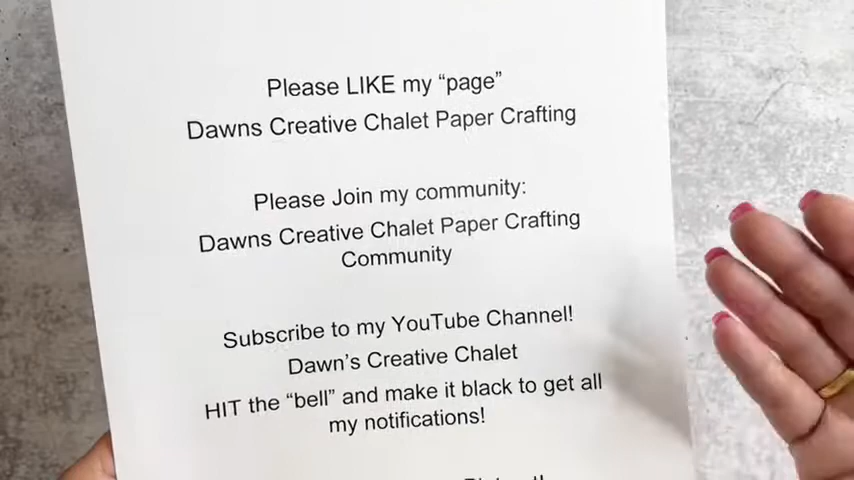 Please LIKE my “page”
Dawns Creative Chalet Paper Crafting
Please Join my community:
Dawns Creative Chalet Paper Crafting
Community
Subscribe to my YouTube Channel!
Dawn’s Creative Chalet
HIT the “bell” and make it black to get all
my notifications!